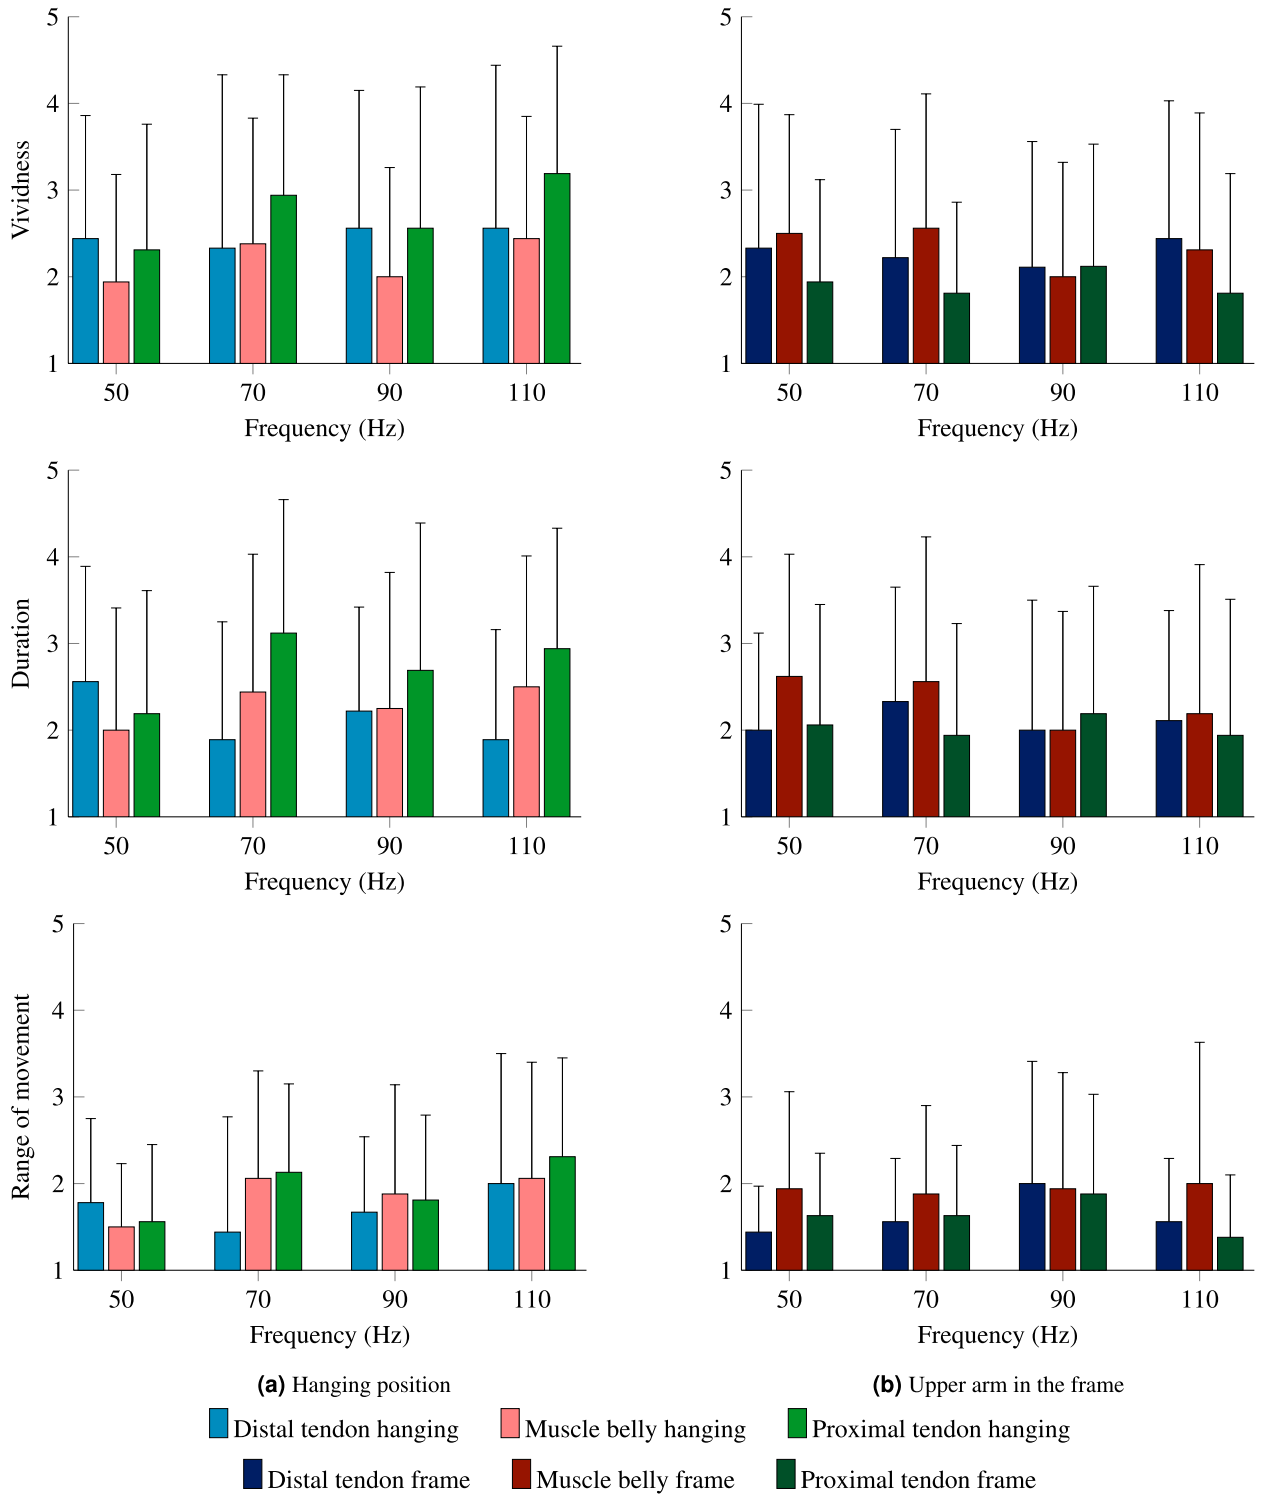 5
4
3
2
1
Vividness
50 70 90 110
Frequency (Hz)
5
4
3
2
1
50 70 90 110
Frequency (Hz)
5
4
3
2
1
Duration
50 70 90 110
Frequency (Hz)
5
4
3
2
1
50 70 90 110
Frequency (Hz)
5
4
3
2
1
Range of movement
50 70 90 110
Frequency (Hz)
5
4
3
2
1
50 70 90 110
Frequency (Hz)
(a) Hanging position
(b) Upper arm in the frame
Distal tendon hanging Muscle belly hanging Proximal tendon hanging
Distal tendon frame Muscle belly frame Proximal tendon frame